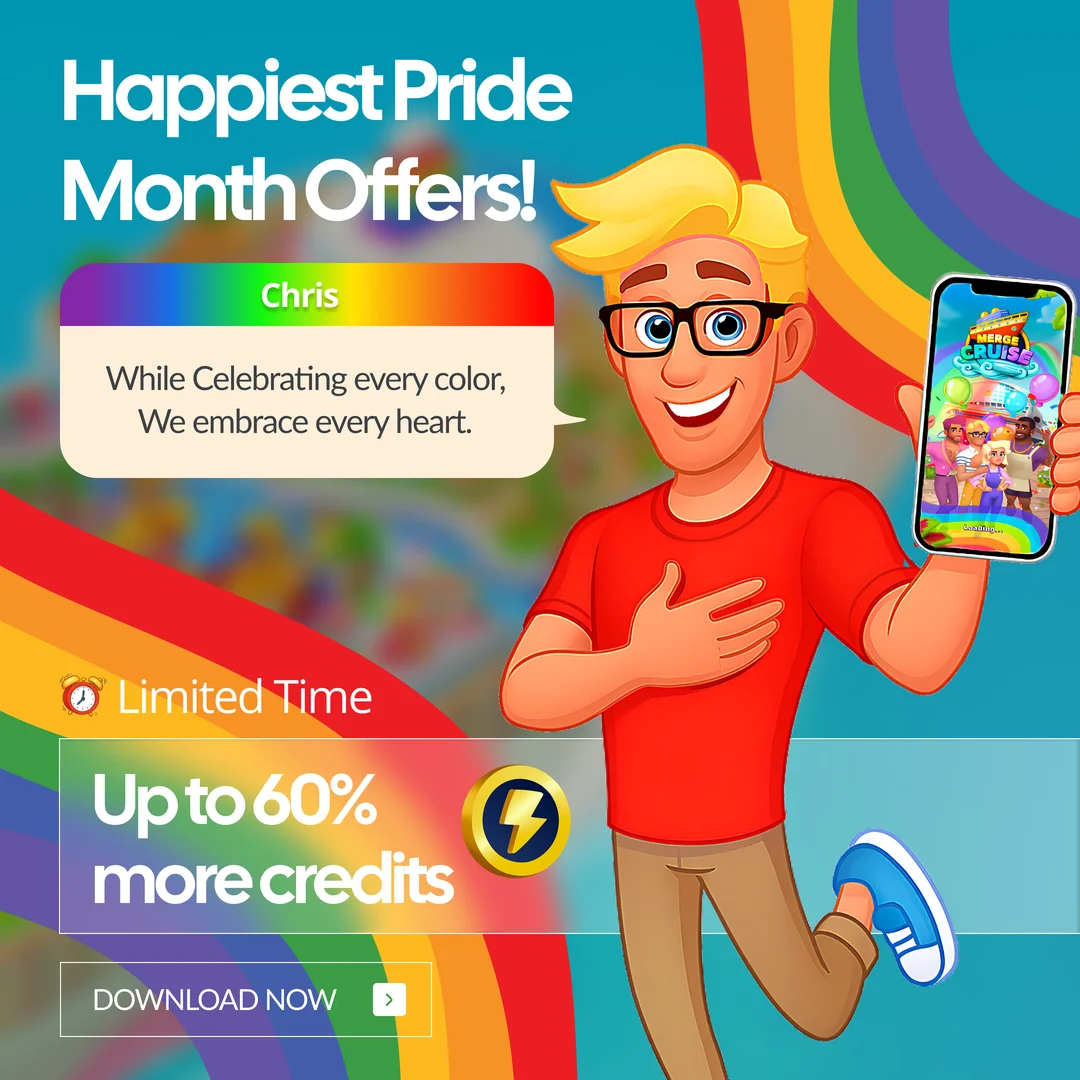 Happiest Pride
Month Offers!
Chris
While Celebrating every color,
We embrace every heart.
MERGE
CRUISE
Loading...
Limited Time
Up to 60%
more credits
DOWNLOAD NOW